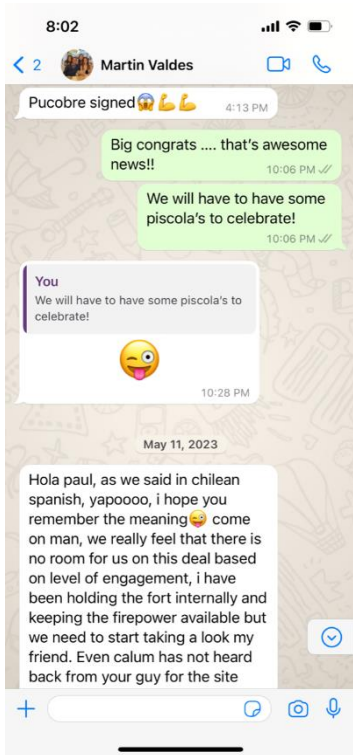 8:02
2
Martin Valdes
Pucobre signed😱💪💪
4:13 PM
Big congrats .... that's awesome
news!!
10:06 PM
We will have to have some
piscola's to celebrate!
10:06 PM
You
We will have to have some piscola's to
celebrate!
😜
10:28 PM
May 11, 2023
Hola paul, as we said in chilean
spanish, yapoooo, i hope you
remember the meaning😜 come
on man, we really feel that there is
no room for us on this deal based
on level of engagement, i have
been holding the fort internally and
keeping the firepower available but
we need to start taking a look my
friend. Even calum has not heard
back from your guy for the site